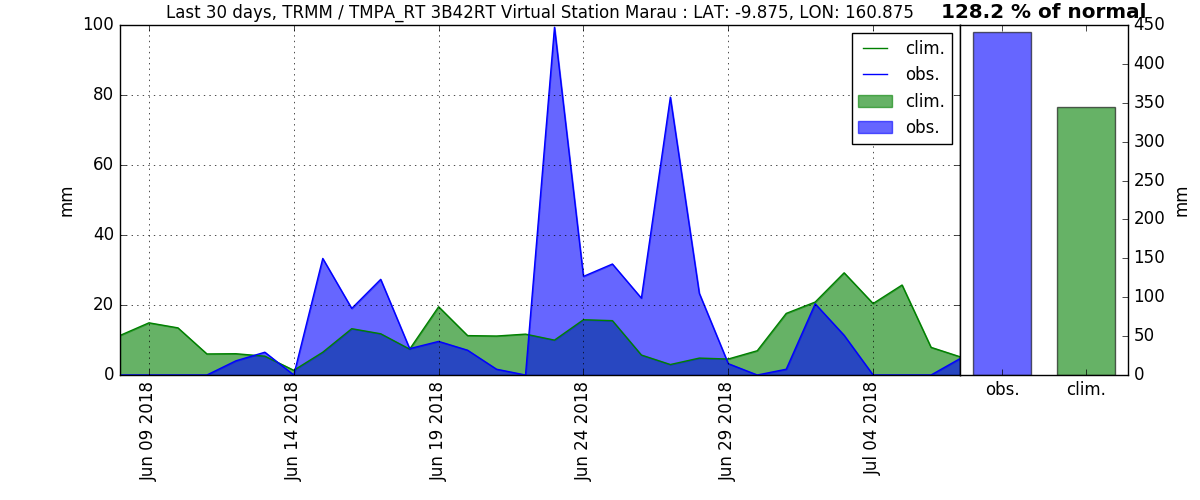 Last 30 days, TRMM / TMPA_RT 3B42RT Virtual Station Marau : LAT: -9.875, LON: 160.875
128.2 % of normal
100
80
60
40
20
0
mm
clim.
obs.
clim.
obs.
450
400
350
300
250
200
150
100
50
0
mm
Jun 09 2018
Jun 14 2018
Jun 19 2018
Jun 24 2018
Jun 29 2018
Jul 04 2018
obs.
clim.